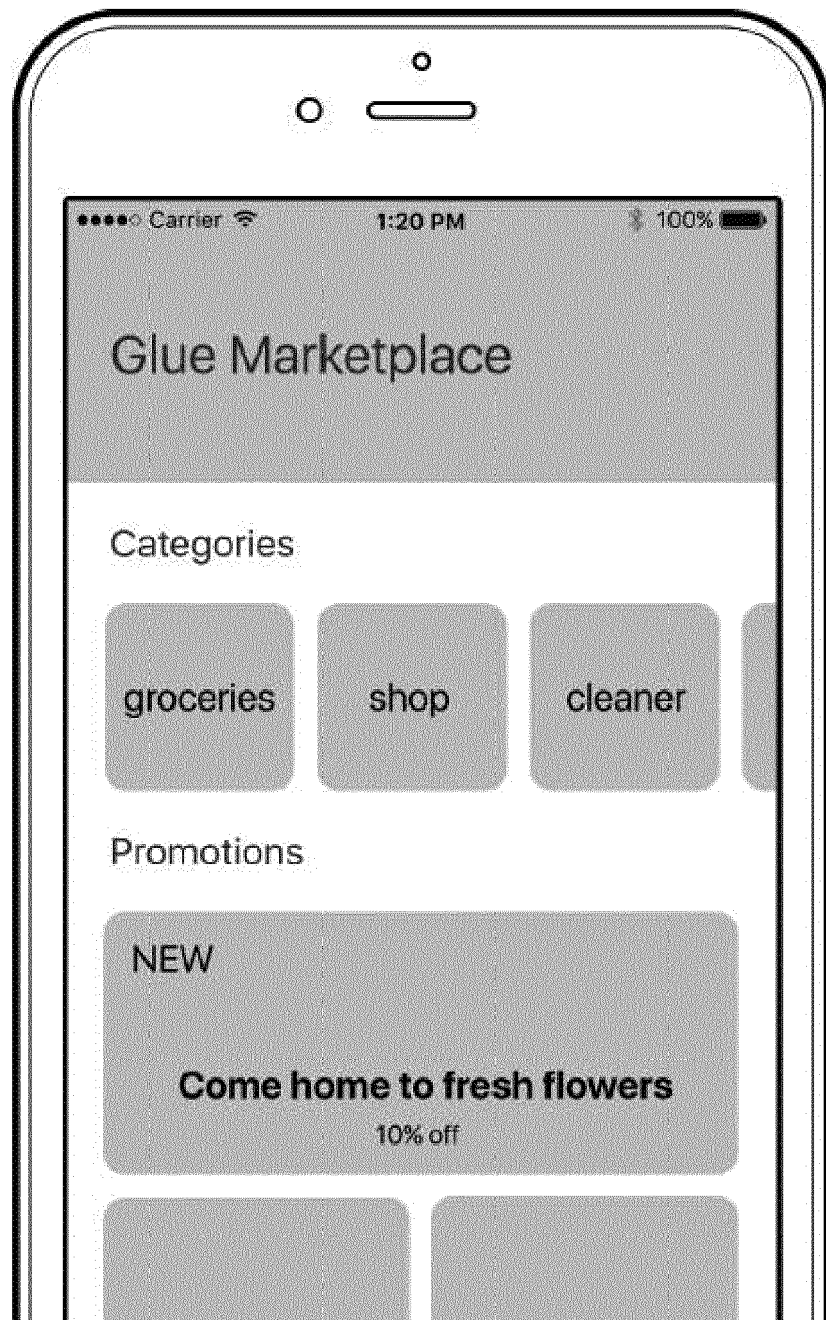 Carrier 1:20 PM 100%
Glue Marketplace
Categories
groceries shop cleaner
Promotions
NEW
Come home to fresh flowers
10% off